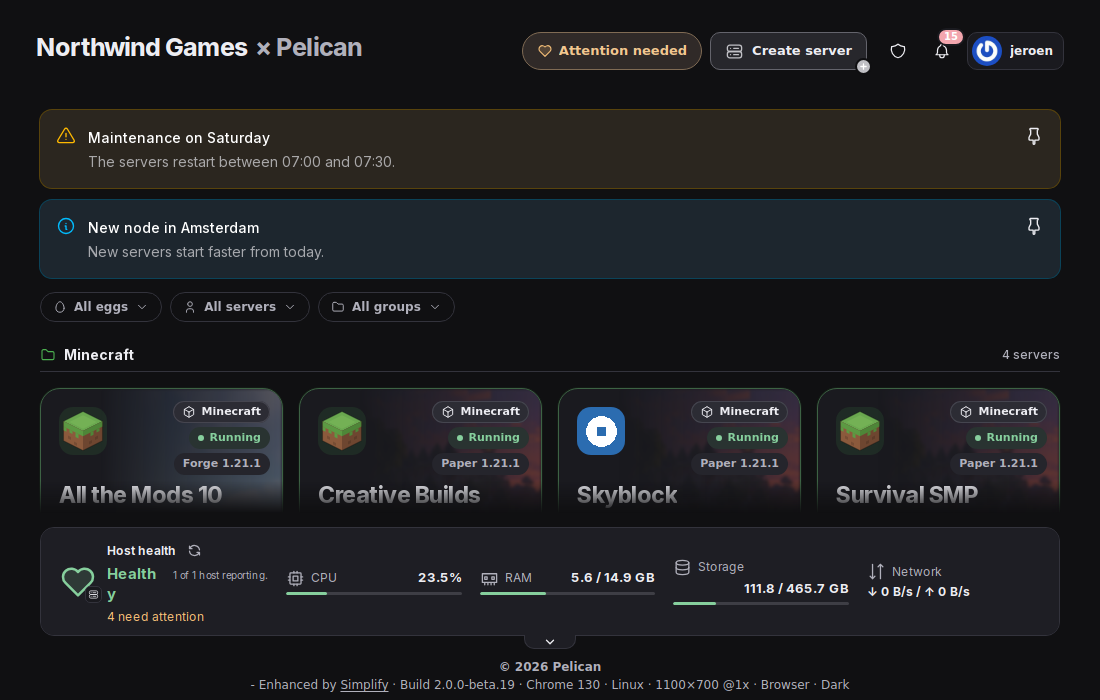 Northwind Games × Pelican
Attention needed
Create server
15
jeroen
Maintenance on Saturday
The servers restart between 07:00 and 07:30.
New node in Amsterdam
New servers start faster from today.
All eggs
All servers
All groups
Minecraft
4 servers
Minecraft
Running
Forge 1.21.1
All the Mods 10
Minecraft
Running
Paper 1.21.1
Creative Builds
Minecraft
Running
Paper 1.21.1
Skyblock
Minecraft
Running
Paper 1.21.1
Survival SMP
Host health
Health
y
1 of 1 host reporting.
4 need attention
CPU
23.5%
RAM
5.6 / 14.9 GB
Storage
111.8 / 465.7 GB
Network
↓ 0 B/s / ↑ 0 B/s
© 2026 Pelican
- Enhanced by Simplify · Build 2.0.0-beta.19 · Chrome 130 · Linux · 1100×700 @1x · Browser · Dark